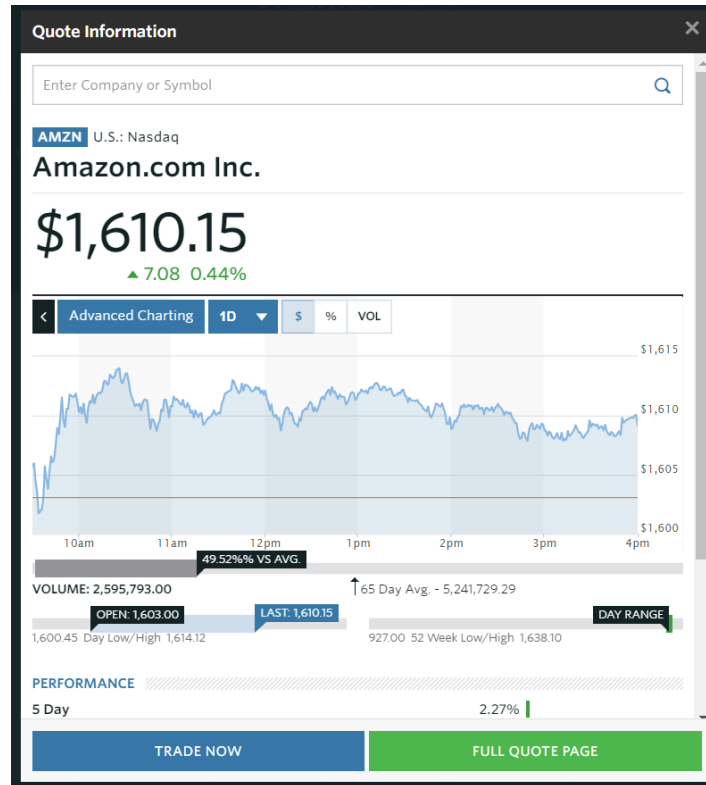 Quote Information
Enter Company or Symbol
AMZN U.S.: Nasdaq
Amazon.com Inc.
$1,610.15
7.08 0.44%
Advanced Charting 1D $ % VOL
$1,615
$1,610
$1,605
$1,600
10am 11am 12pm 1pm 2pm 3pm 4pm
49.52%% VS AVG.
VOLUME: 2,595,793.00 65 Day Avg. - 5,241,729.29
OPEN: 1,603.00 LAST: 1,610.15 DAY RANGE
1,600.45 Day Low/High 1,614.12 927.00 52 Week Low/High 1,638.10
PERFORMANCE
5 Day 2.27%
TRADE NOW FULL QUOTE PAGE